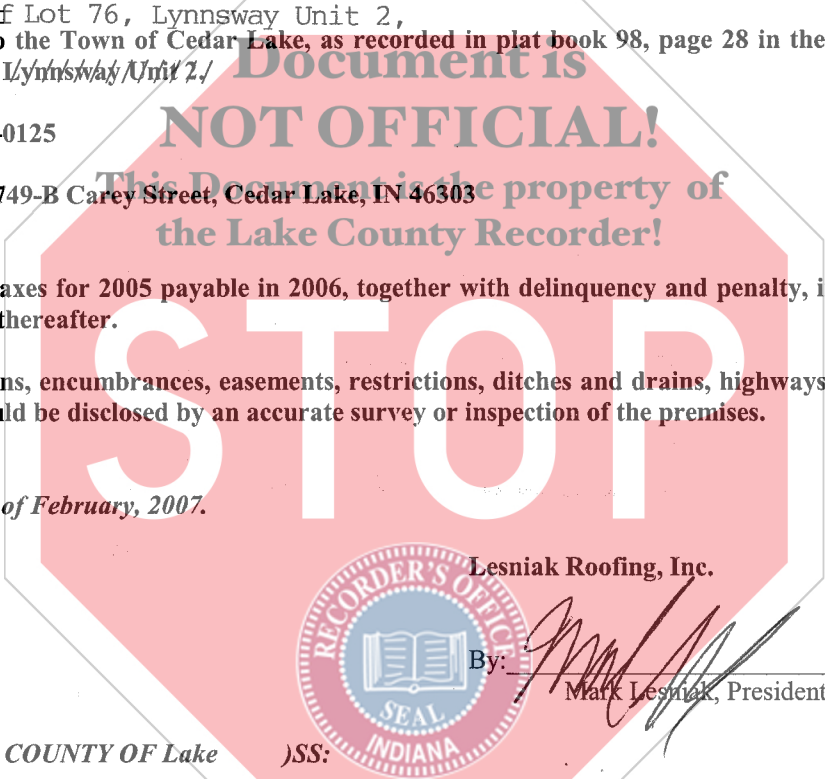 f Lot 76, Lynnsway Unit 2,
o the Town of Cedar Lake, as recorded in plat book 98, page 28 in the
Lynnsway Unit 2,
Document is
-0125
NOT OFFICIAL!
749-B Carey Street, Cedar Lake, IN 46303
This Document is the property of
the Lake County Recorder!
axes for 2005 payable in 2006, together with delinquency and penalty, i
thereafter.
STOP
ns, encumbrances, easements, restrictions, ditches and drains, highways
ld be disclosed by an accurate survey or inspection of the premises.
of February, 2007.
Lesniak Roofing, Inc.
RECORDER'S OFFICE
SEAL
INDIANA
By:
Mark Lesniak, President
COUNTY OF Lake )SS: